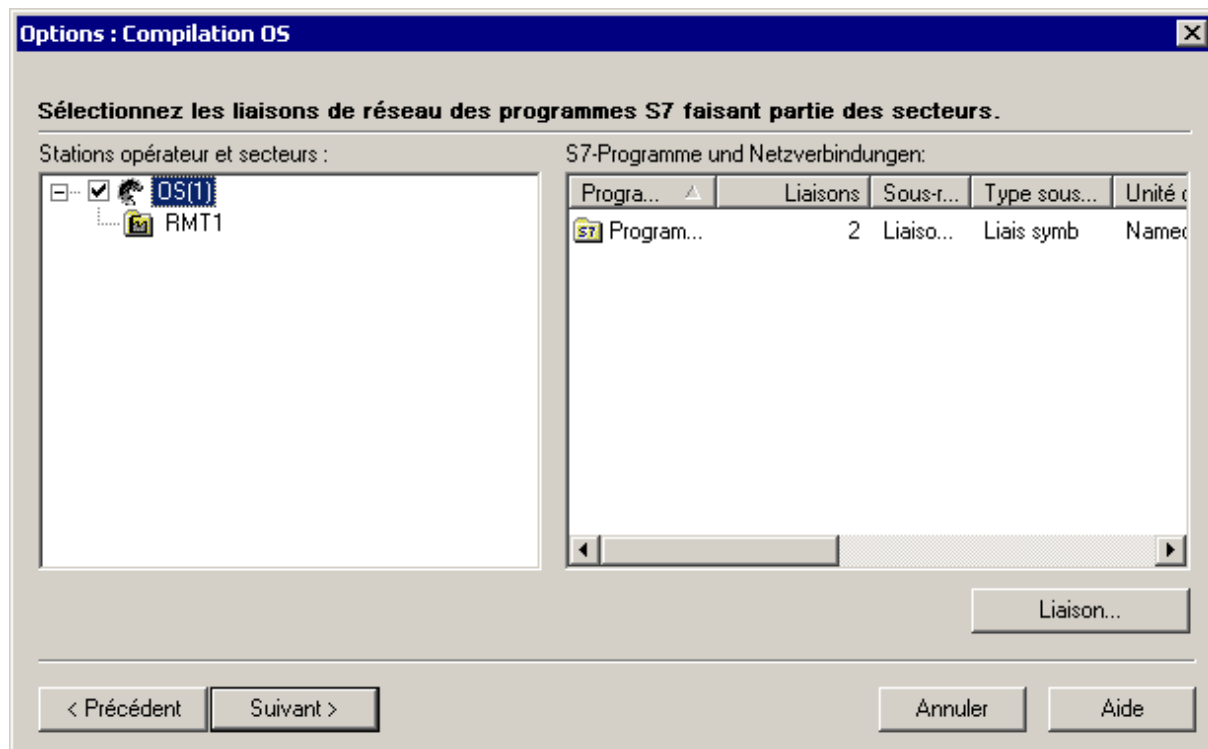 Options : Compilation OS
Sélectionnez les liaisons de réseau des programmes S7 faisant partie des secteurs.
Stations opérateur et secteurs :
OS(1)
RMT1
S7-Programme und Netzverbindungen:
Progra... Liaisons Sous-r... Type sous... Unité
S7 Program... 2 Liaiso... Liais symb Named
Liaison...
< Précédent Suivant > Annuler Aide